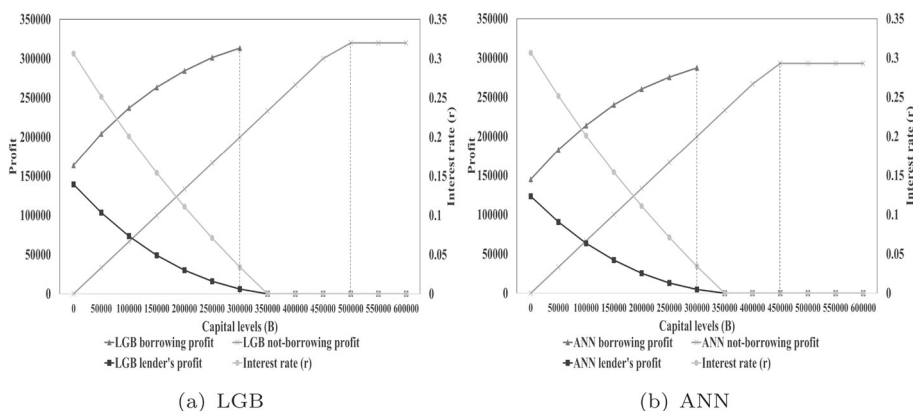 350000
300000
250000
200000
150000
100000
50000
0
Profit
0.35
0.3
0.25
0.2
0.15
0.1
0.05
0
Interest rate (r)
0 50000 100000 150000 200000 250000 300000 350000 400000 450000 500000 550000 600000
Capital levels (B)
LGB borrowing profit LGB not-borrowing profit
LGB lender's profit Interest rate (r)
(a) LGB
350000
300000
250000
200000
150000
100000
50000
0
Profit
0.35
0.3
0.25
0.2
0.15
0.1
0.05
0
Interest rate (r)
0 50000 100000 150000 200000 250000 300000 350000 400000 450000 500000 550000 600000
Capital levels (B)
ANN borrowing profit ANN not-borrowing profit
ANN lender's profit Interest rate (r)
(b) ANN